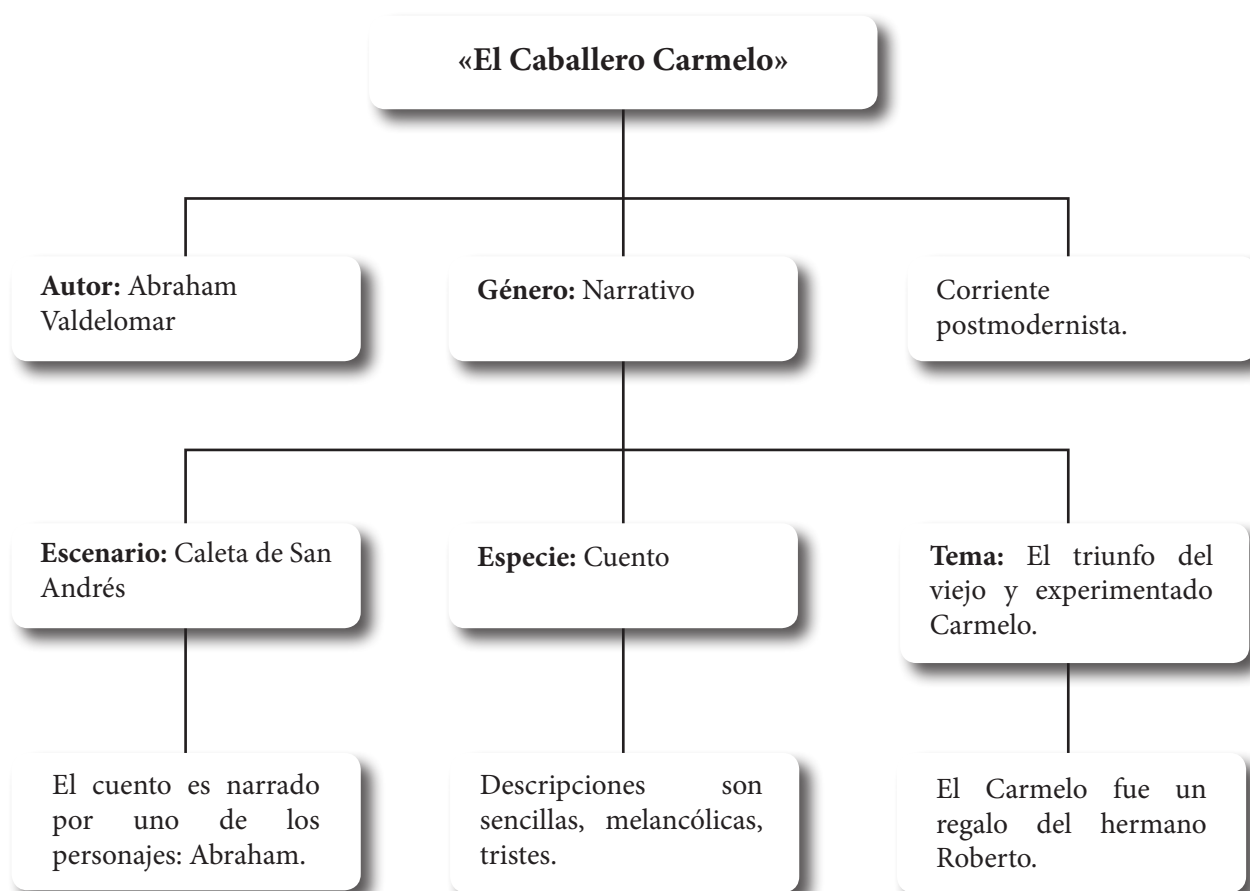 «El Caballero Carmelo»
Autor: Abraham
Valdelomar
Género: Narrativo
Corriente
postmodernista.
Escenario: Caleta de San
Andrés
Especie: Cuento
Tema: El triunfo del
viejo y experimentado
Carmelo.
El cuento es narrado
por uno de los
personajes: Abraham.
Descripciones son
sencillas, melancólicas,
tristes.
El Carmelo fue un
regalo del hermano
Roberto.